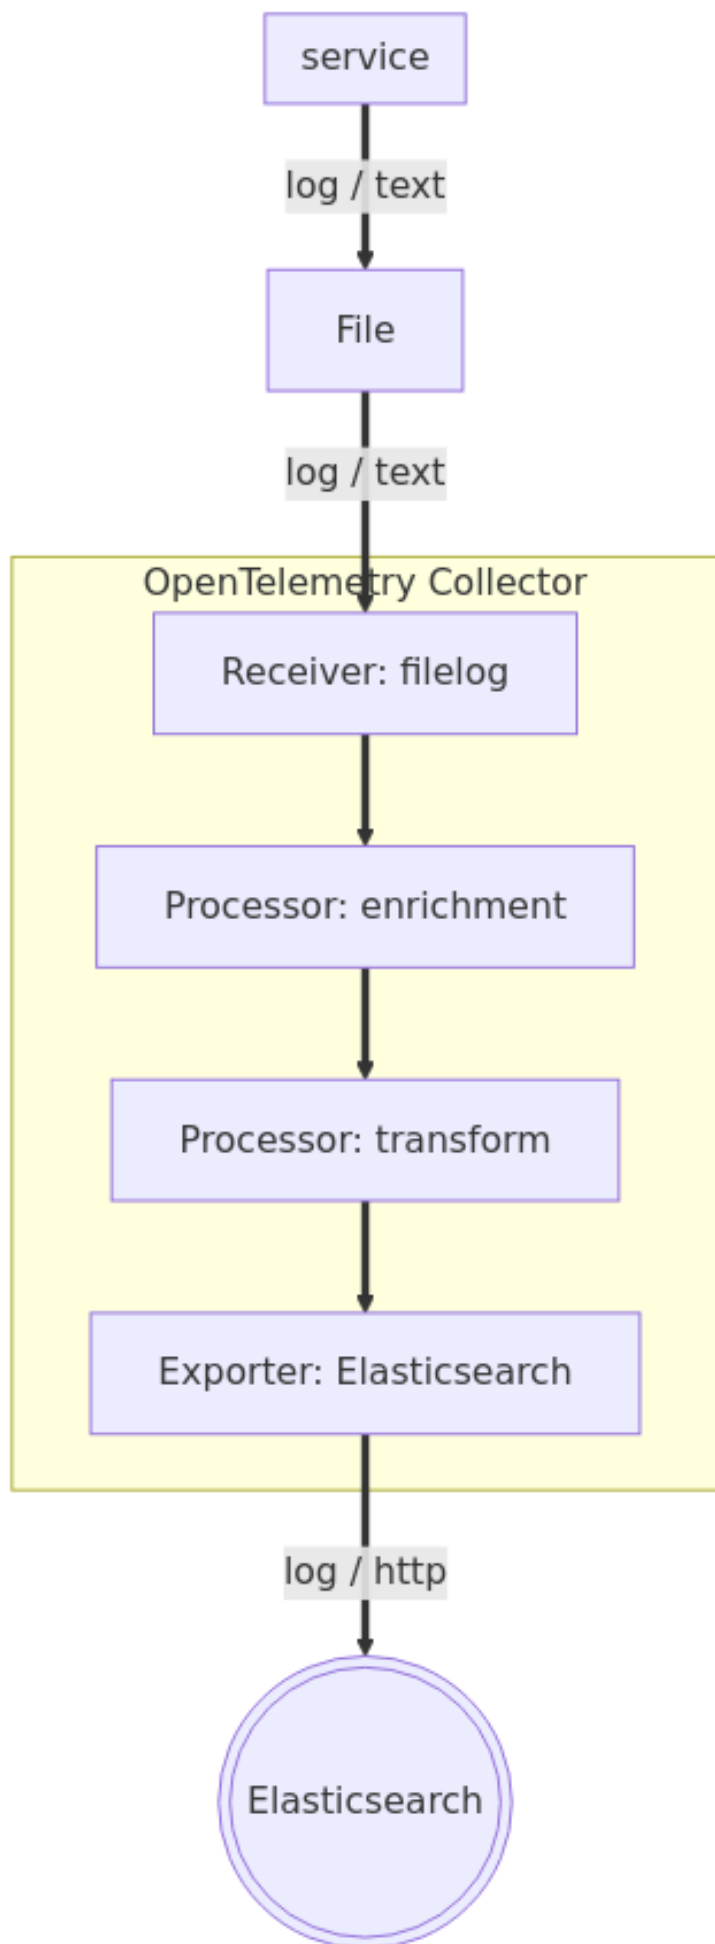 service
log / text
File
log / text
OpenTelemetry Collector
Receiver: filelog
Processor: enrichment
Processor: transform
Exporter: Elasticsearch
log / http
Elasticsearch